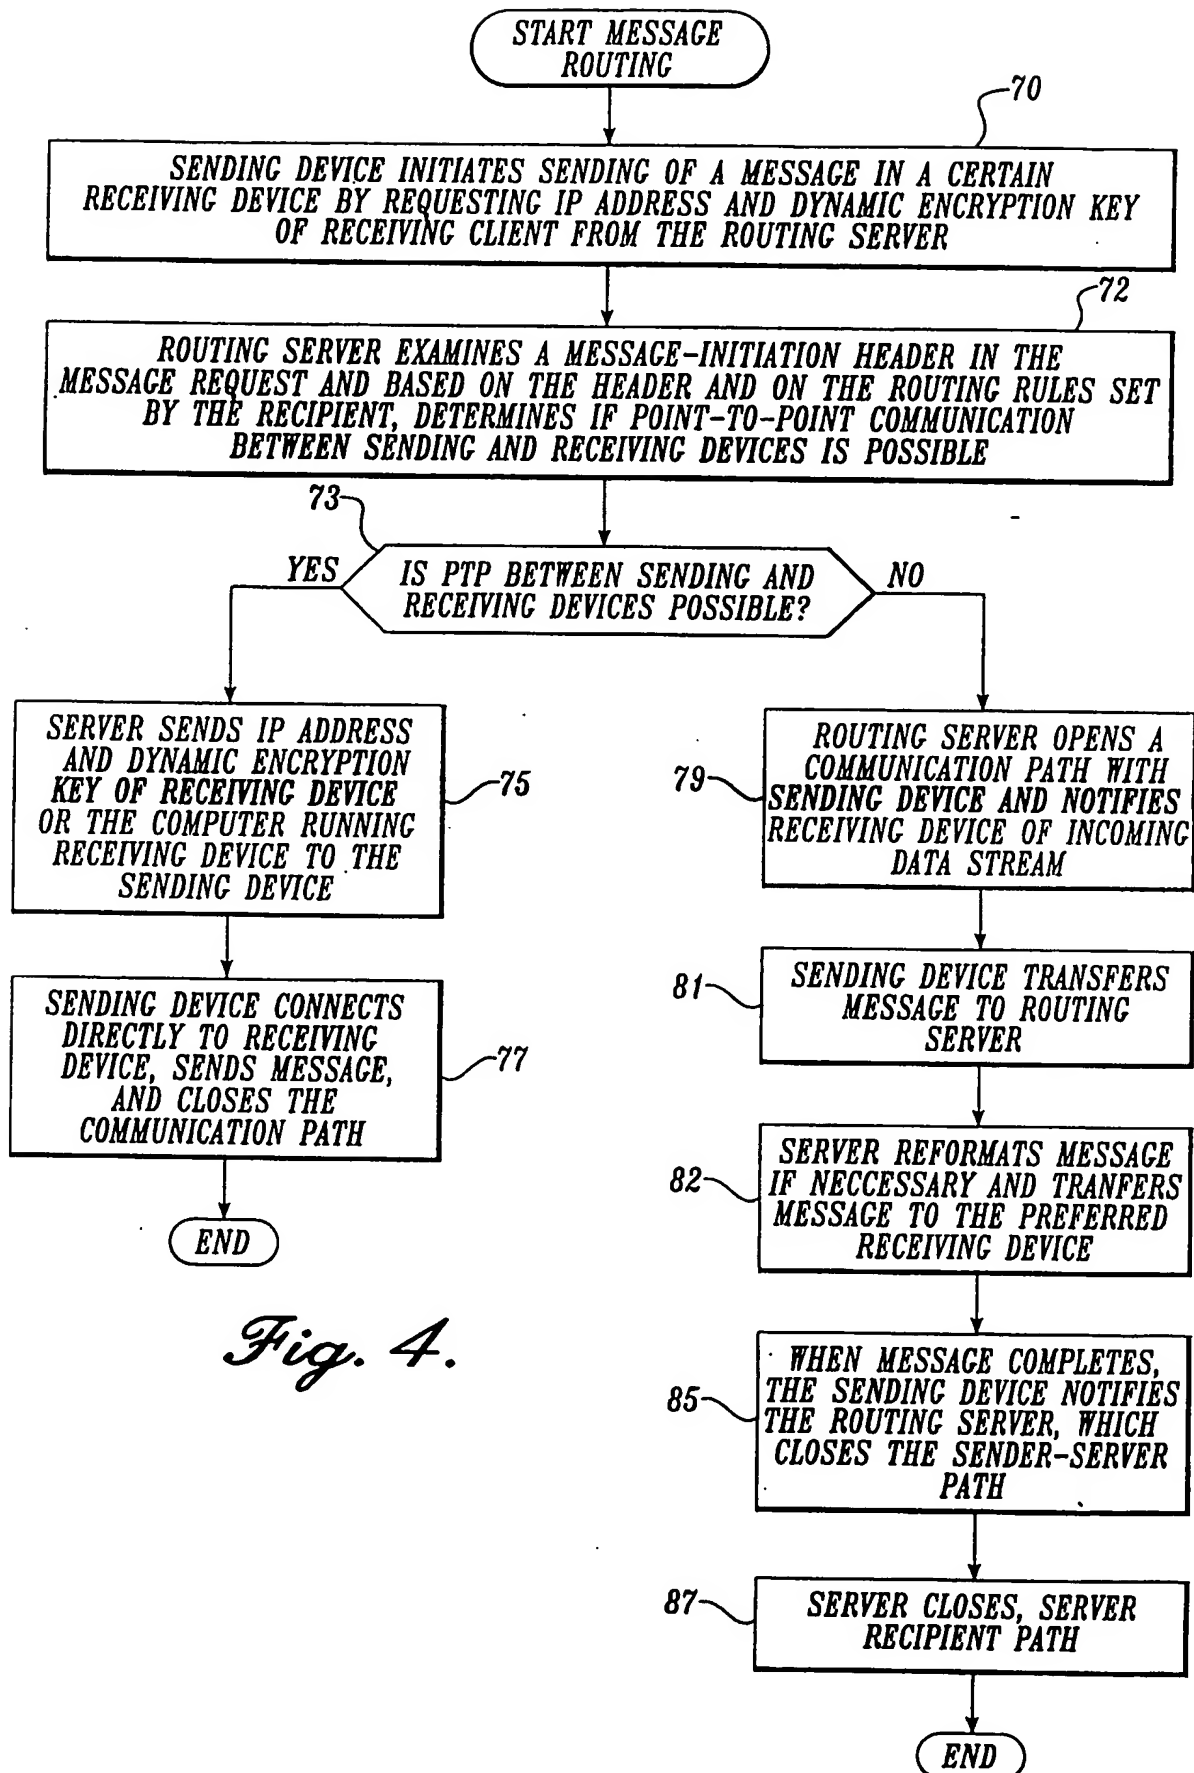 START MESSAGE
ROUTING
70
SENDING DEVICE INITIATES SENDING OF A MESSAGE IN A CERTAIN
RECEIVING DEVICE BY REQUESTING IP ADDRESS AND DYNAMIC ENCRYPTION KEY
OF RECEIVING CLIENT FROM THE ROUTING SERVER
72
ROUTING SERVER EXAMINES A MESSAGE-INITIATION HEADER IN THE
MESSAGE REQUEST AND BASED ON THE HEADER AND ON THE ROUTING RULES SET
BY THE RECIPIENT, DETERMINES IF POINT-TO-POINT COMMUNICATION
BETWEEN SENDING AND RECEIVING DEVICES IS POSSIBLE
73
YES
IS PTP BETWEEN SENDING AND
RECEIVING DEVICES POSSIBLE?
NO
SERVER SENDS IP ADDRESS
AND DYNAMIC ENCRYPTION
KEY OF RECEIVING DEVICE
OR THE COMPUTER RUNNING
RECEIVING DEVICE TO THE
SENDING DEVICE
75
SENDING DEVICE CONNECTS
DIRECTLY TO RECEIVING
DEVICE, SENDS MESSAGE,
AND CLOSES THE
COMMUNICATION PATH
77
END
79
ROUTING SERVER OPENS A
COMMUNICATION PATH WITH
SENDING DEVICE AND NOTIFIES
RECEIVING DEVICE OF INCOMING
DATA STREAM
81
SENDING DEVICE TRANSFERS
MESSAGE TO ROUTING
SERVER
82
SERVER REFORMATS MESSAGE
IF NECCESSARY AND TRANFERS
MESSAGE TO THE PREFERRED
RECEIVING DEVICE
85
WHEN MESSAGE COMPLETES,
THE SENDING DEVICE NOTIFIES
THE ROUTING SERVER, WHICH
CLOSES THE SENDER-SERVER
PATH
87
SERVER CLOSES, SERVER
RECIPIENT PATH
END
Fig. 4.